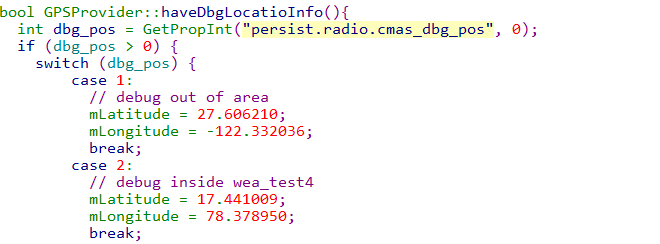 bool GPSProvider::haveDbgLocatioInfo(){
int dbg_pos = GetPropInt("persist.radio.cmas_dbg_pos", 0);
if (dbg_pos > 0) {
switch (dbg_pos) {
case 1:
// debug out of area
mLatitude = 27.606210;
mLongitude = -122.332036;
break;
case 2:
// debug inside wea_test4
mLatitude = 17.441009;
mLongitude = 78.378950;
break;